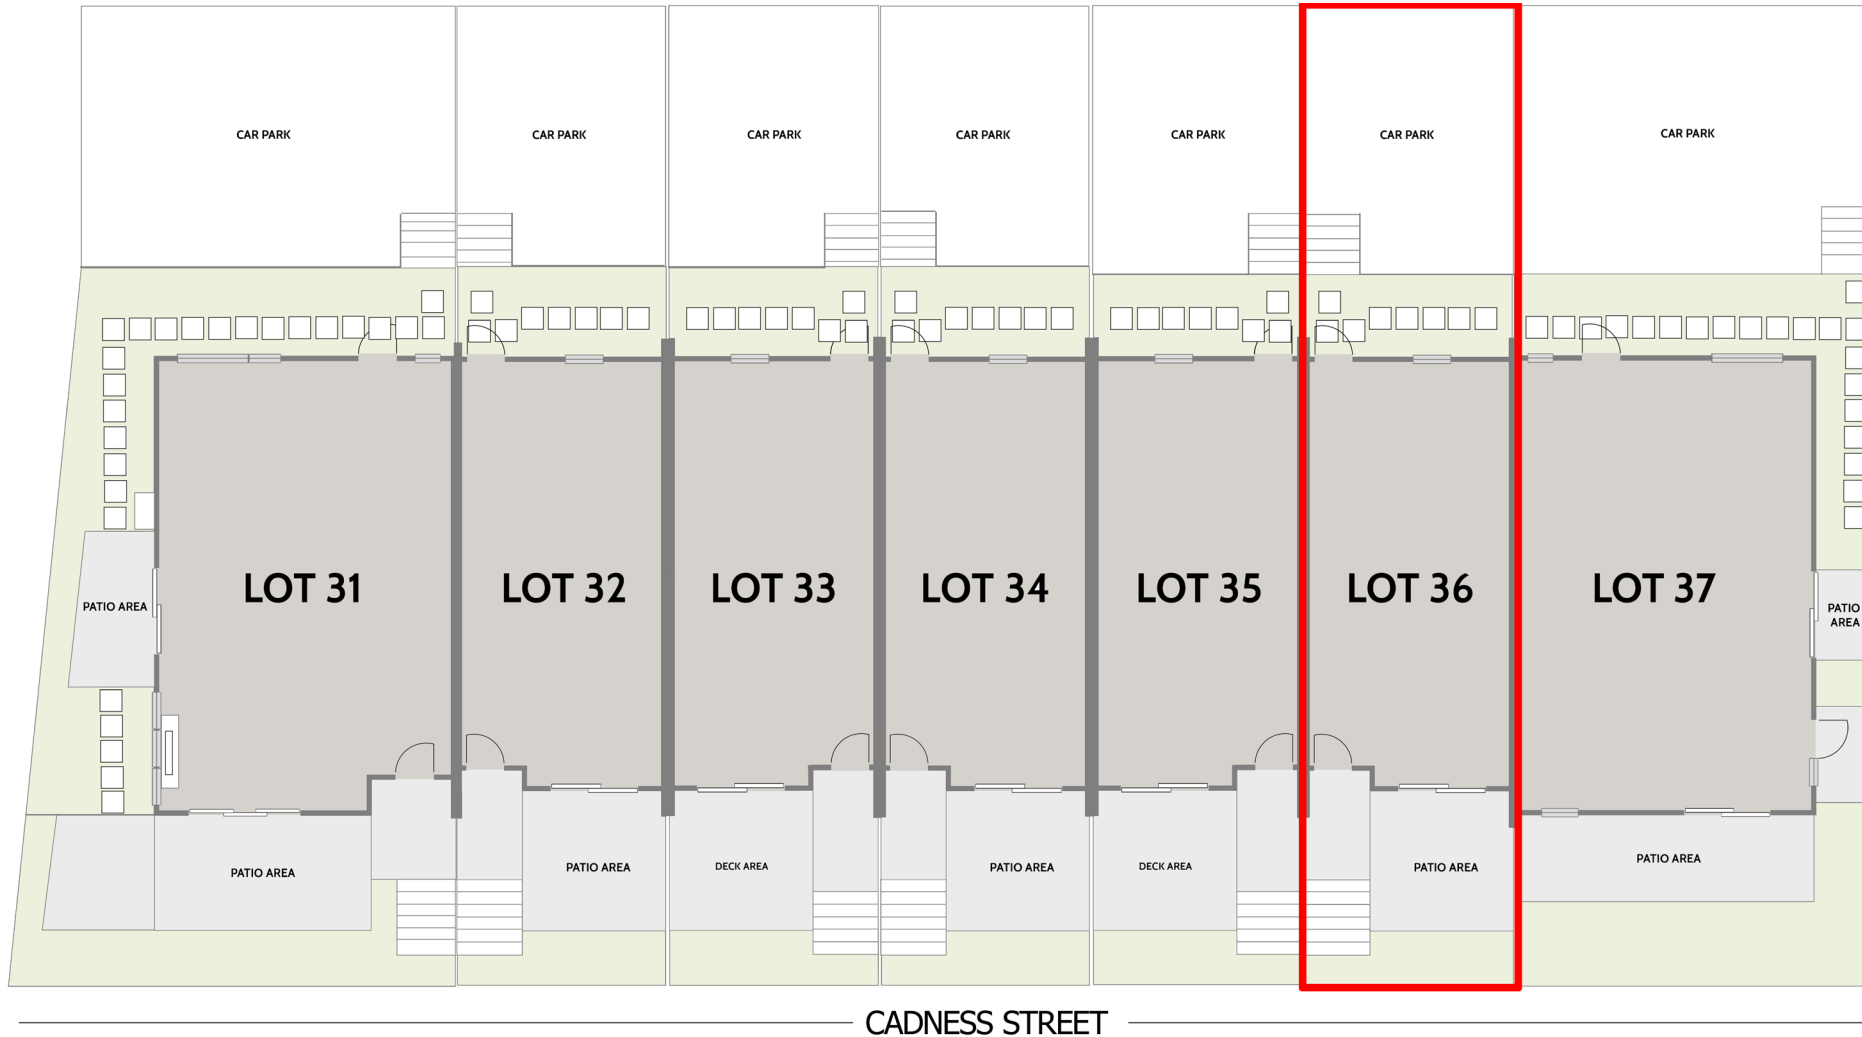 CAR PARK
CAR PARK
CAR PARK
CAR PARK
CAR PARK
CAR PARK
CAR PARK
LOT 31
LOT 32
LOT 33
LOT 34
LOT 35
LOT 36
LOT 37
PATIO AREA
PATIO
AREA
PATIO AREA
PATIO AREA
DECK AREA
PATIO AREA
DECK AREA
PATIO AREA
PATIO AREA
CADNESS STREET